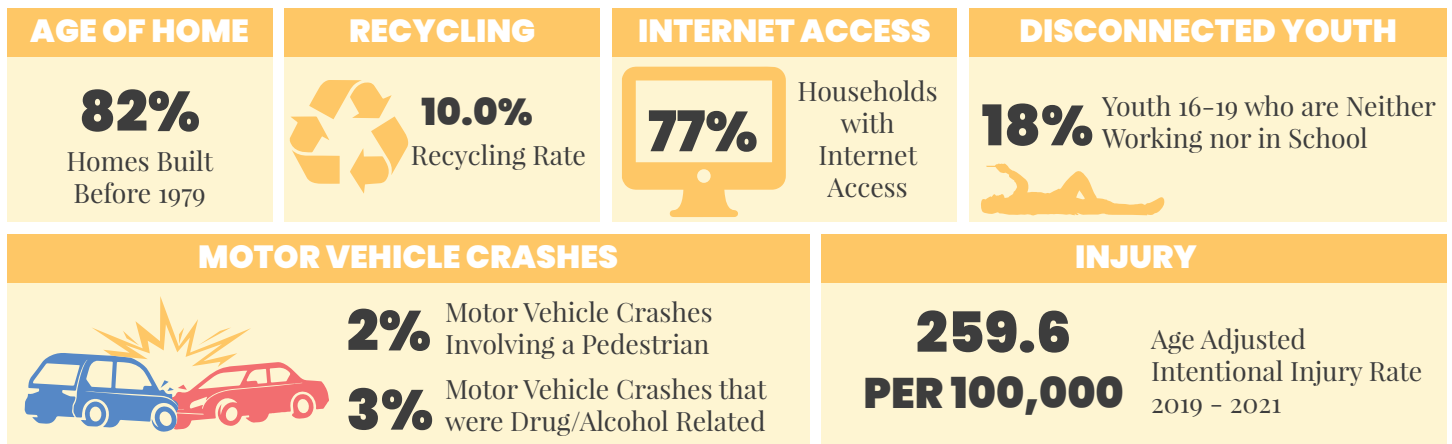 AGE OF HOME
82%
Homes Built
Before 1979
RECYCLING
10.0%
Recycling Rate
INTERNET ACCESS
77%
Households
with
Internet
Access
DISCONNECTED YOUTH
18%
Youth 16-19 who are Neither
Working nor in School
MOTOR VEHICLE CRASHES
2%
Motor Vehicle Crashes
Involving a Pedestrian
3%
Motor Vehicle Crashes that
were Drug/Alcohol Related
INJURY
259.6
PER 100,000
Age Adjusted
Intentional Injury Rate
2019 - 2021